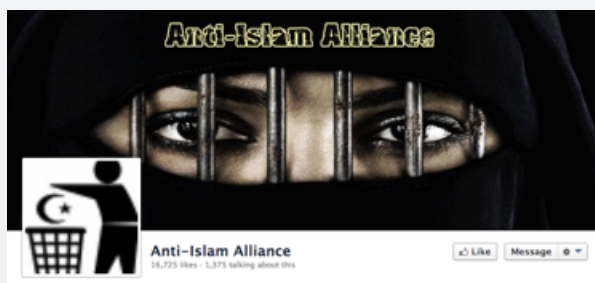 Anti-Islam Alliance
Anti-Islam Alliance
16,725 likes · 1,375 talking about this
Like
Message